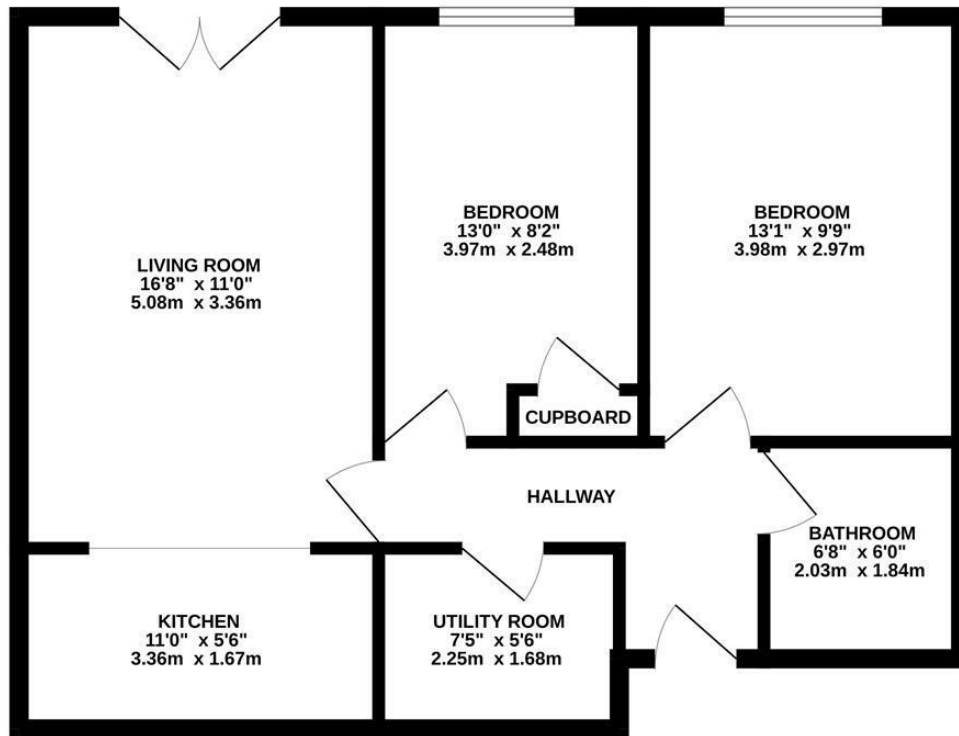 LIVING ROOM
16'8" x 11'0"
5.08m x 3.36m
BEDROOM
13'0" x 8'2"
3.97m x 2.48m
BEDROOM
13'1" x 9'9"
3.98m x 2.97m
CUPBOARD
HALLWAY
BATHROOM
6'8" x 6'0"
2.03m x 1.84m
KITCHEN
11'0" x 5'6"
3.36m x 1.67m
UTILITY ROOM
7'5" x 5'6"
2.25m x 1.68m